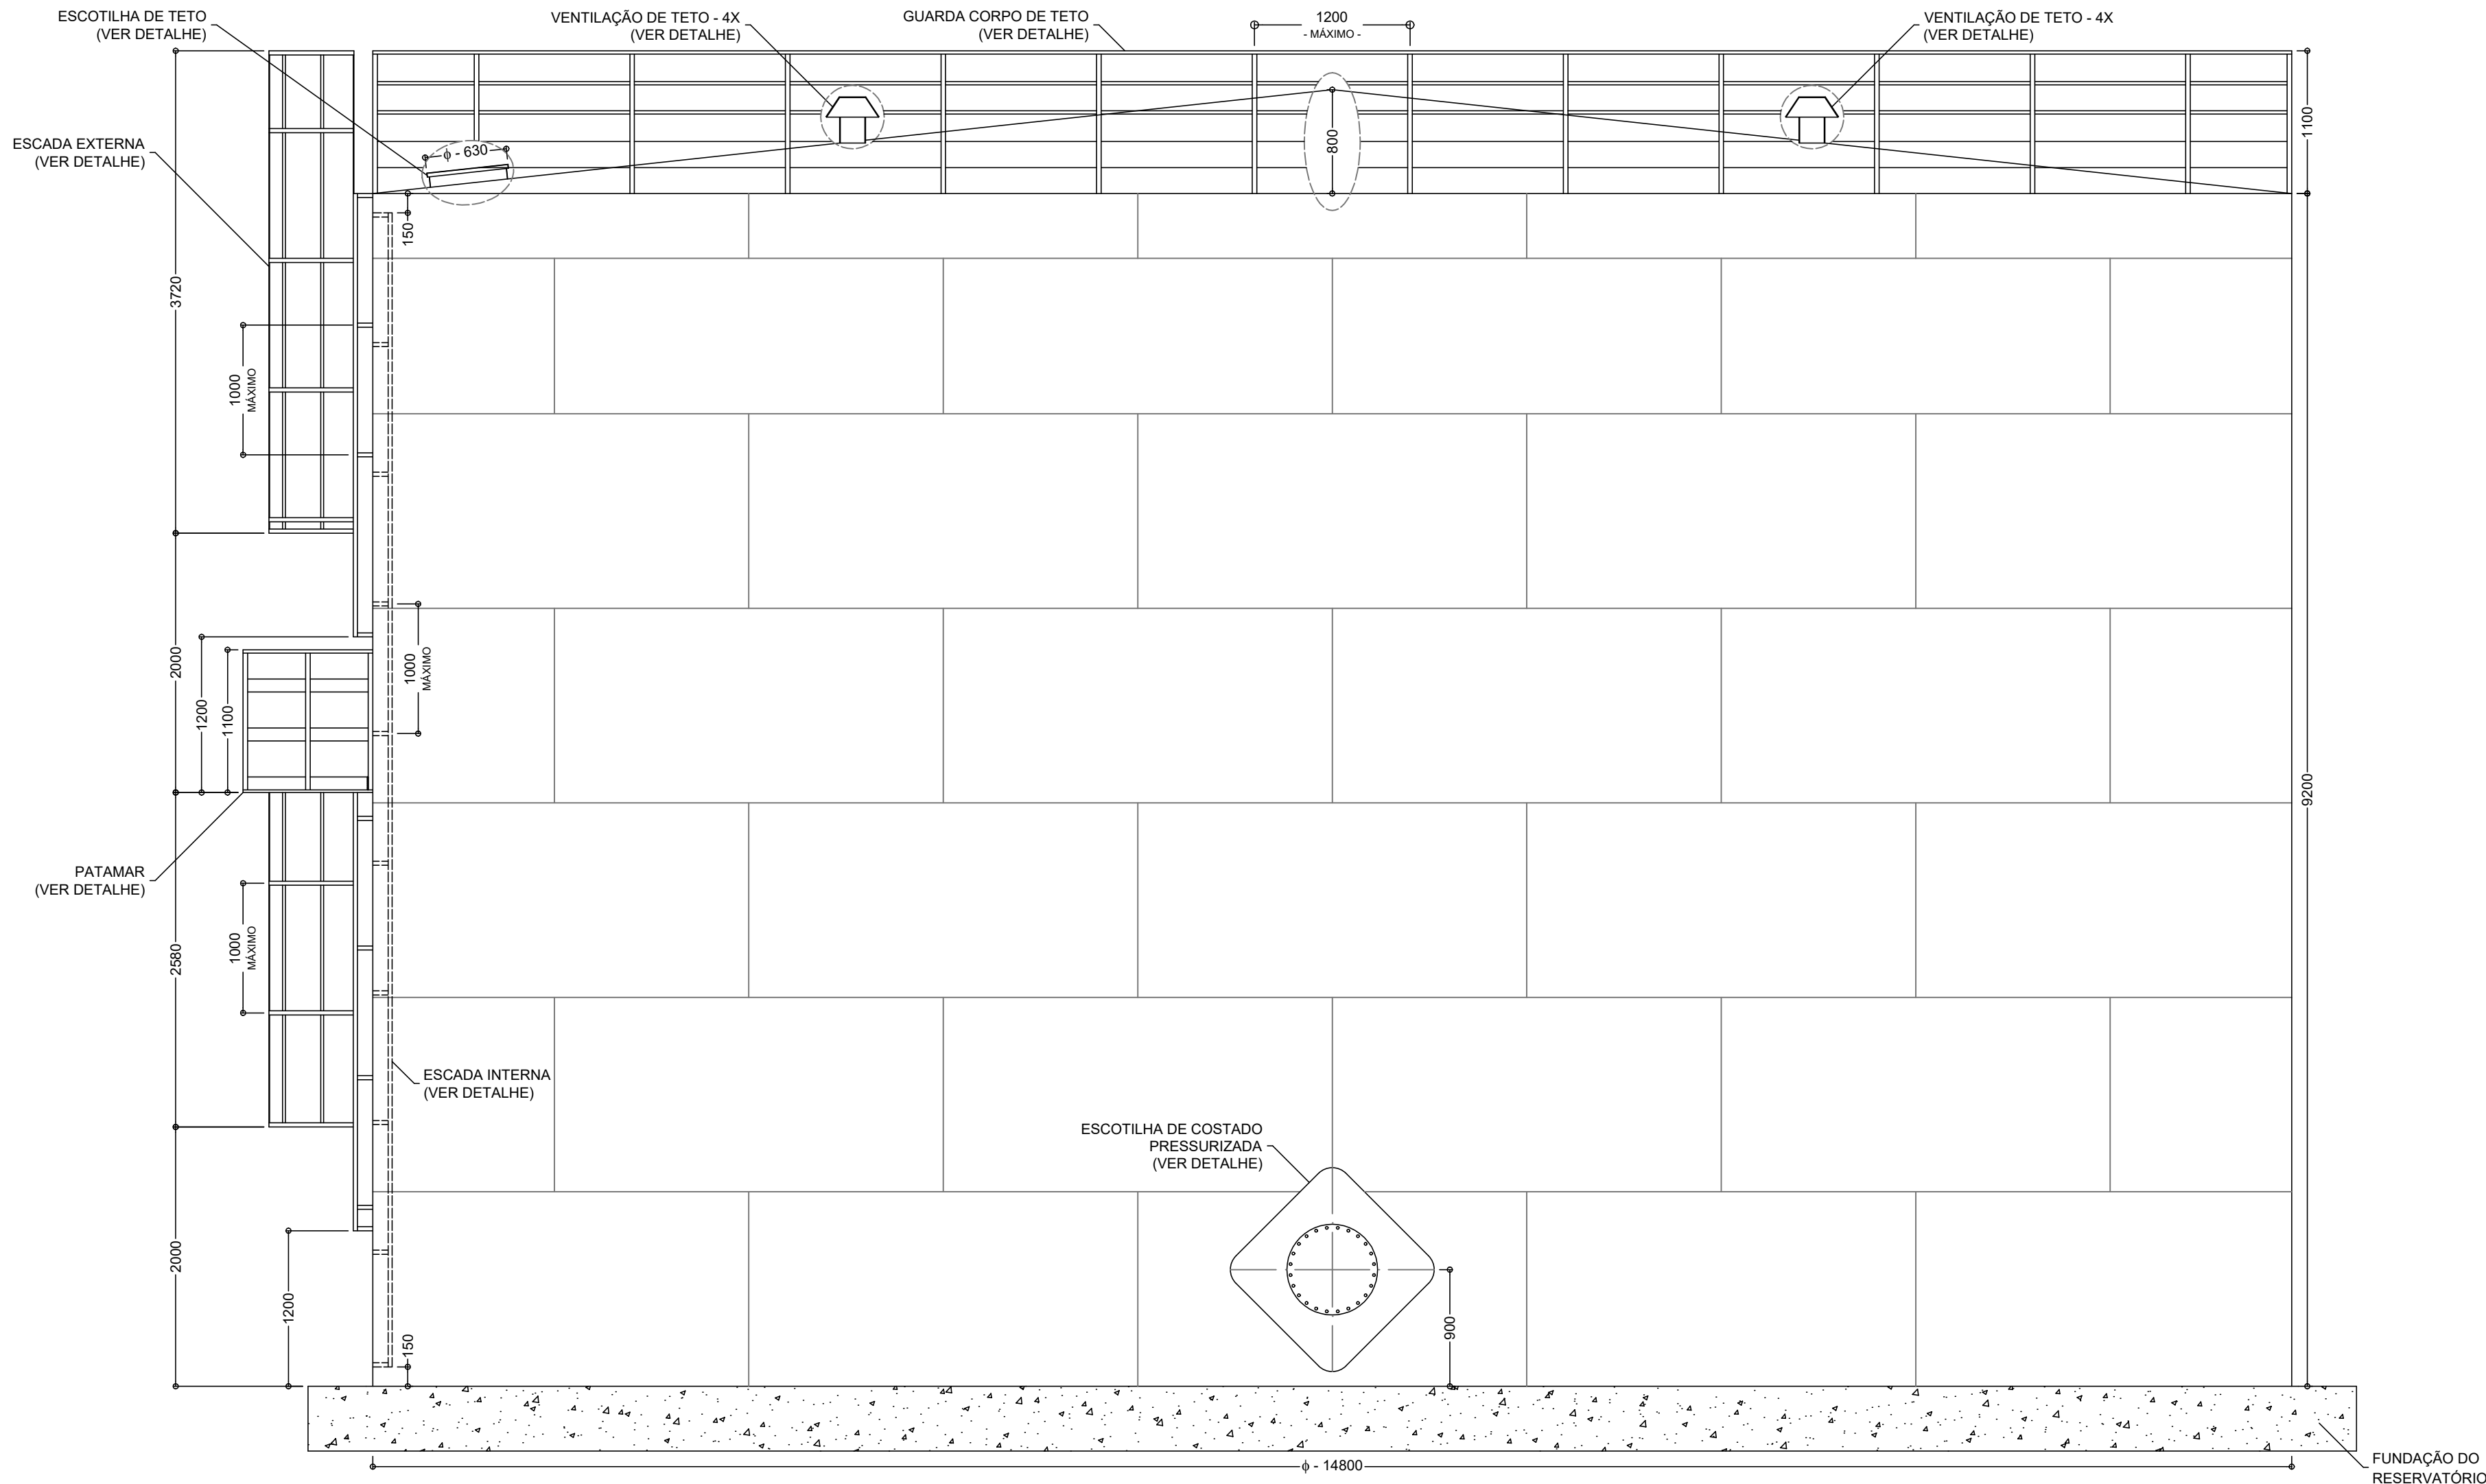 ESCOTILHA DE TETO
(VER DETALHE)
VENTILAÇÃO DE TETO - 4X
(VER DETALHE)
GUARDA CORPO DE TETO
(VER DETALHE)
1200
- MÁXIMO -
VENTILAÇÃO DE TETO - 4X
(VER DETALHE)
ESCADA EXTERNA
(VER DETALHE)
ϕ - 630
800
1100
150
3720
1000
MÁXIMO
2000
1200
1100
1000
MÁXIMO
9200
PATAMAR
(VER DETALHE)
2580
1000
MÁXIMO
ESCADA INTERNA
(VER DETALHE)
ESCOTILHA DE COSTADO
PRESSURIZADA
(VER DETALHE)
2000
1200
150
900
ϕ - 14800
FUNDAÇÃO DO
RESERVATÓRIO